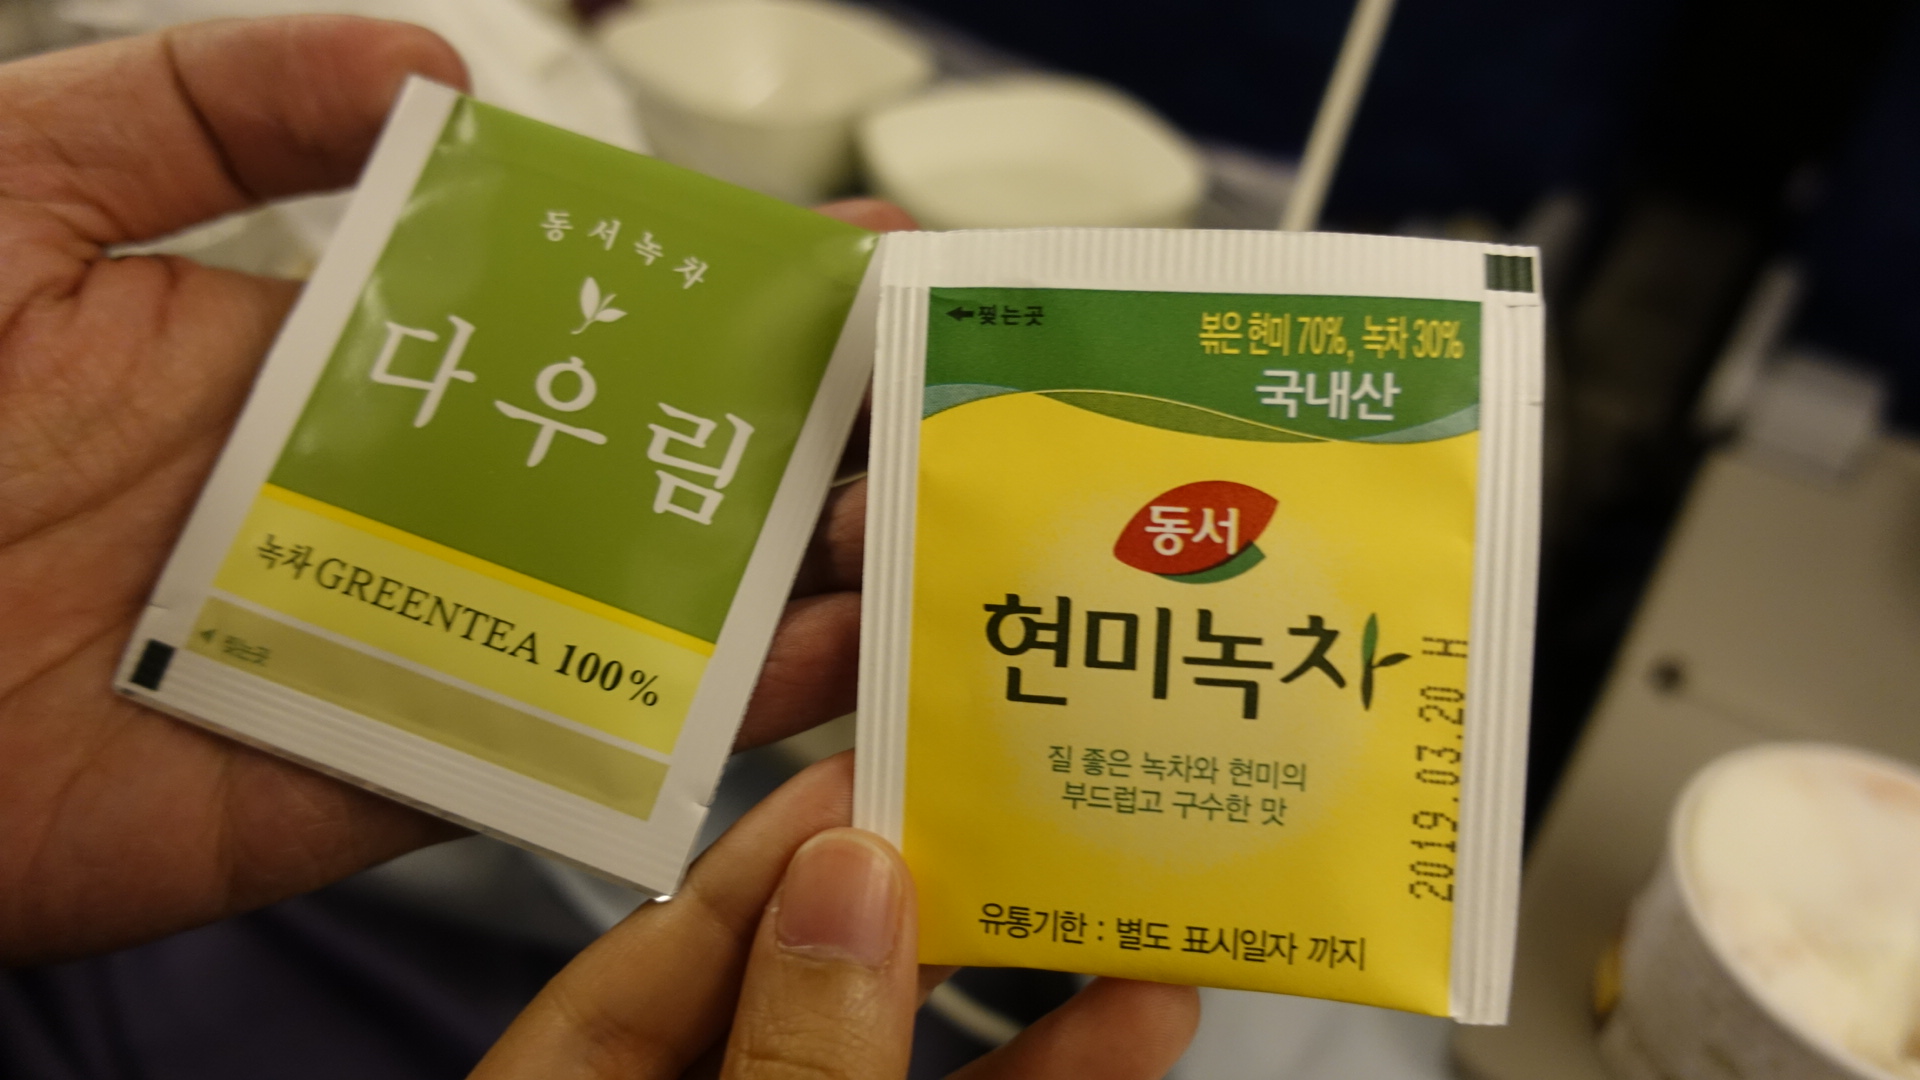 동서녹차
다우림
녹차 GREENTEA 100%
찢는곳
찢는곳
볶은 현미 70%, 녹차 30%
국내산
동서
현미녹차
질 좋은 녹차와 현미의
부드럽고 구수한 맛
2019.03.20 H
유통기한 : 별도 표시일자 까지